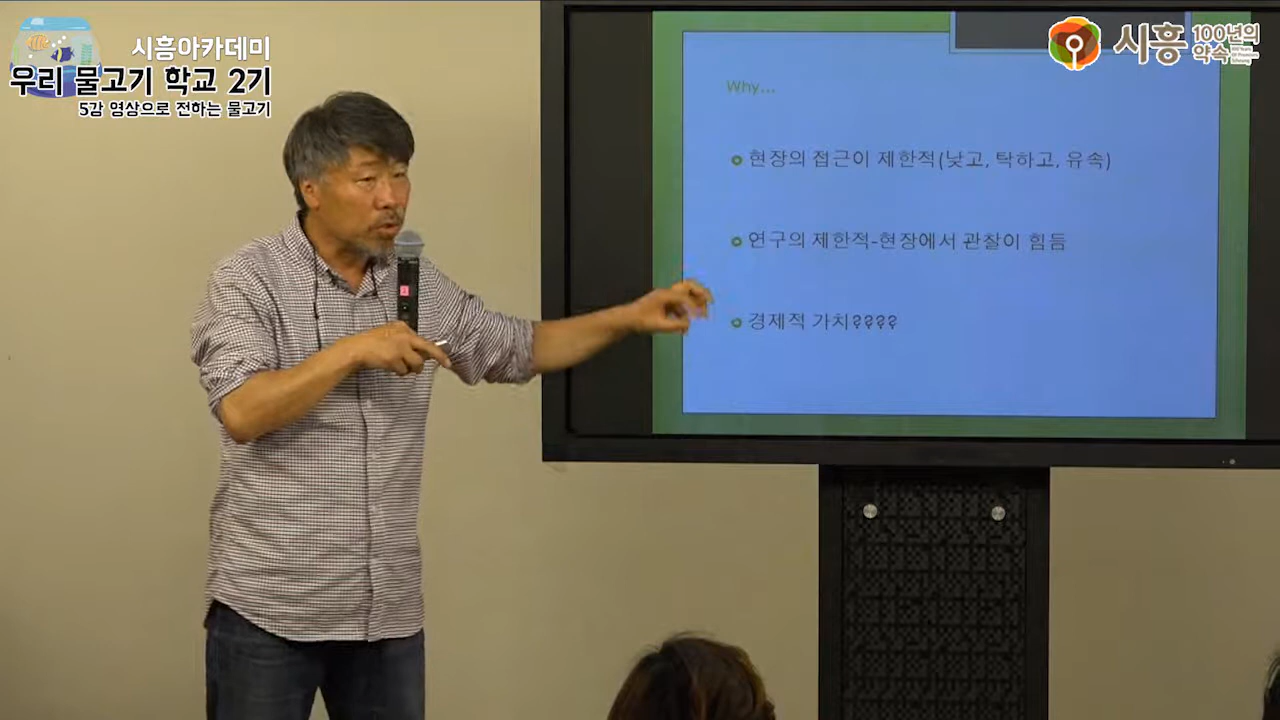 시흥아카데미
우리 물고기 학교 2기
5감 영상으로 전하는 물고기
시흥 100년의 약속
Why...
현장의 접근이 제한적(낮고, 탁하고, 유속)
연구의 제한적-현장에서 관찰이 힘듬
경제적 가치????